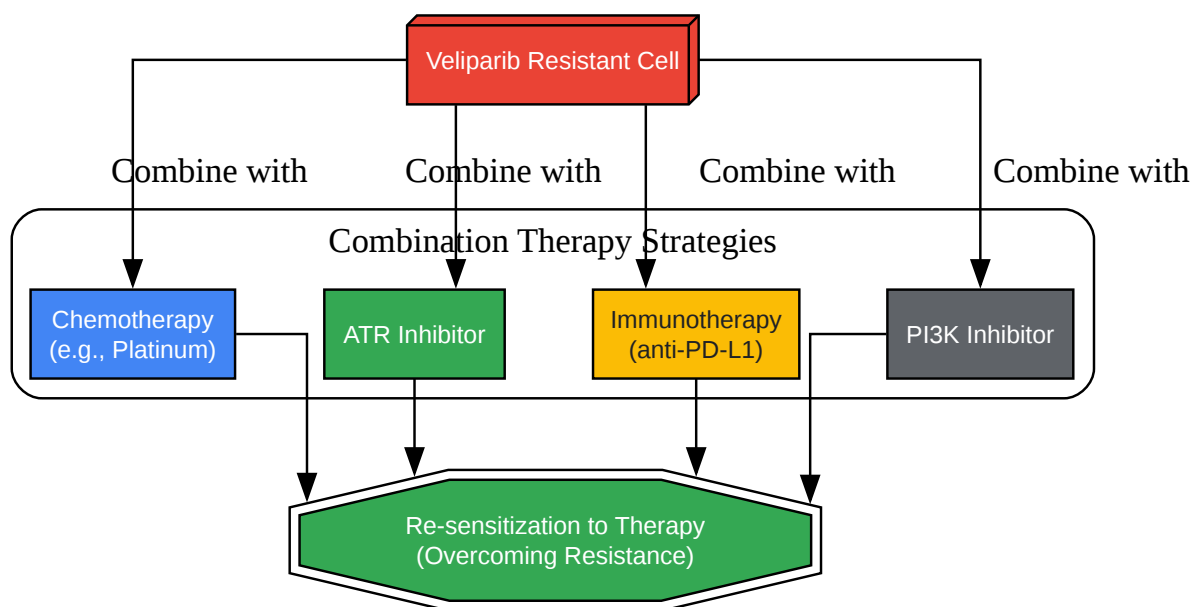 Veliparib Resistant Cell
Combine with
Combine with
Combine with
Combine with
Combination Therapy Strategies
Chemotherapy
(e.g., Platinum)
ATR Inhibitor
Immunotherapy
(anti-PD-L1)
PI3K Inhibitor
Re-sensitization to Therapy
(Overcoming Resistance)